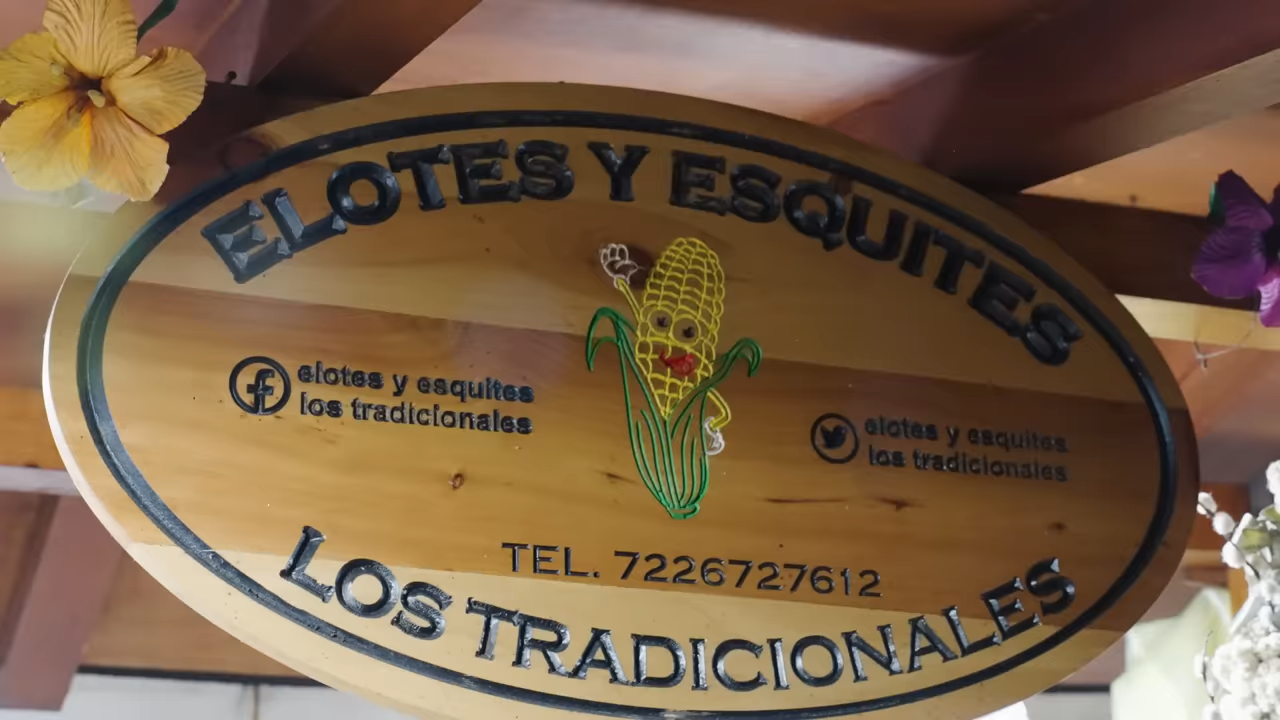 ELOTES Y ESQUITES
elotes y esquites
los tradicionales
elotes y esquites
los tradicionales
TEL. 7226727612
LOS TRADICIONALES